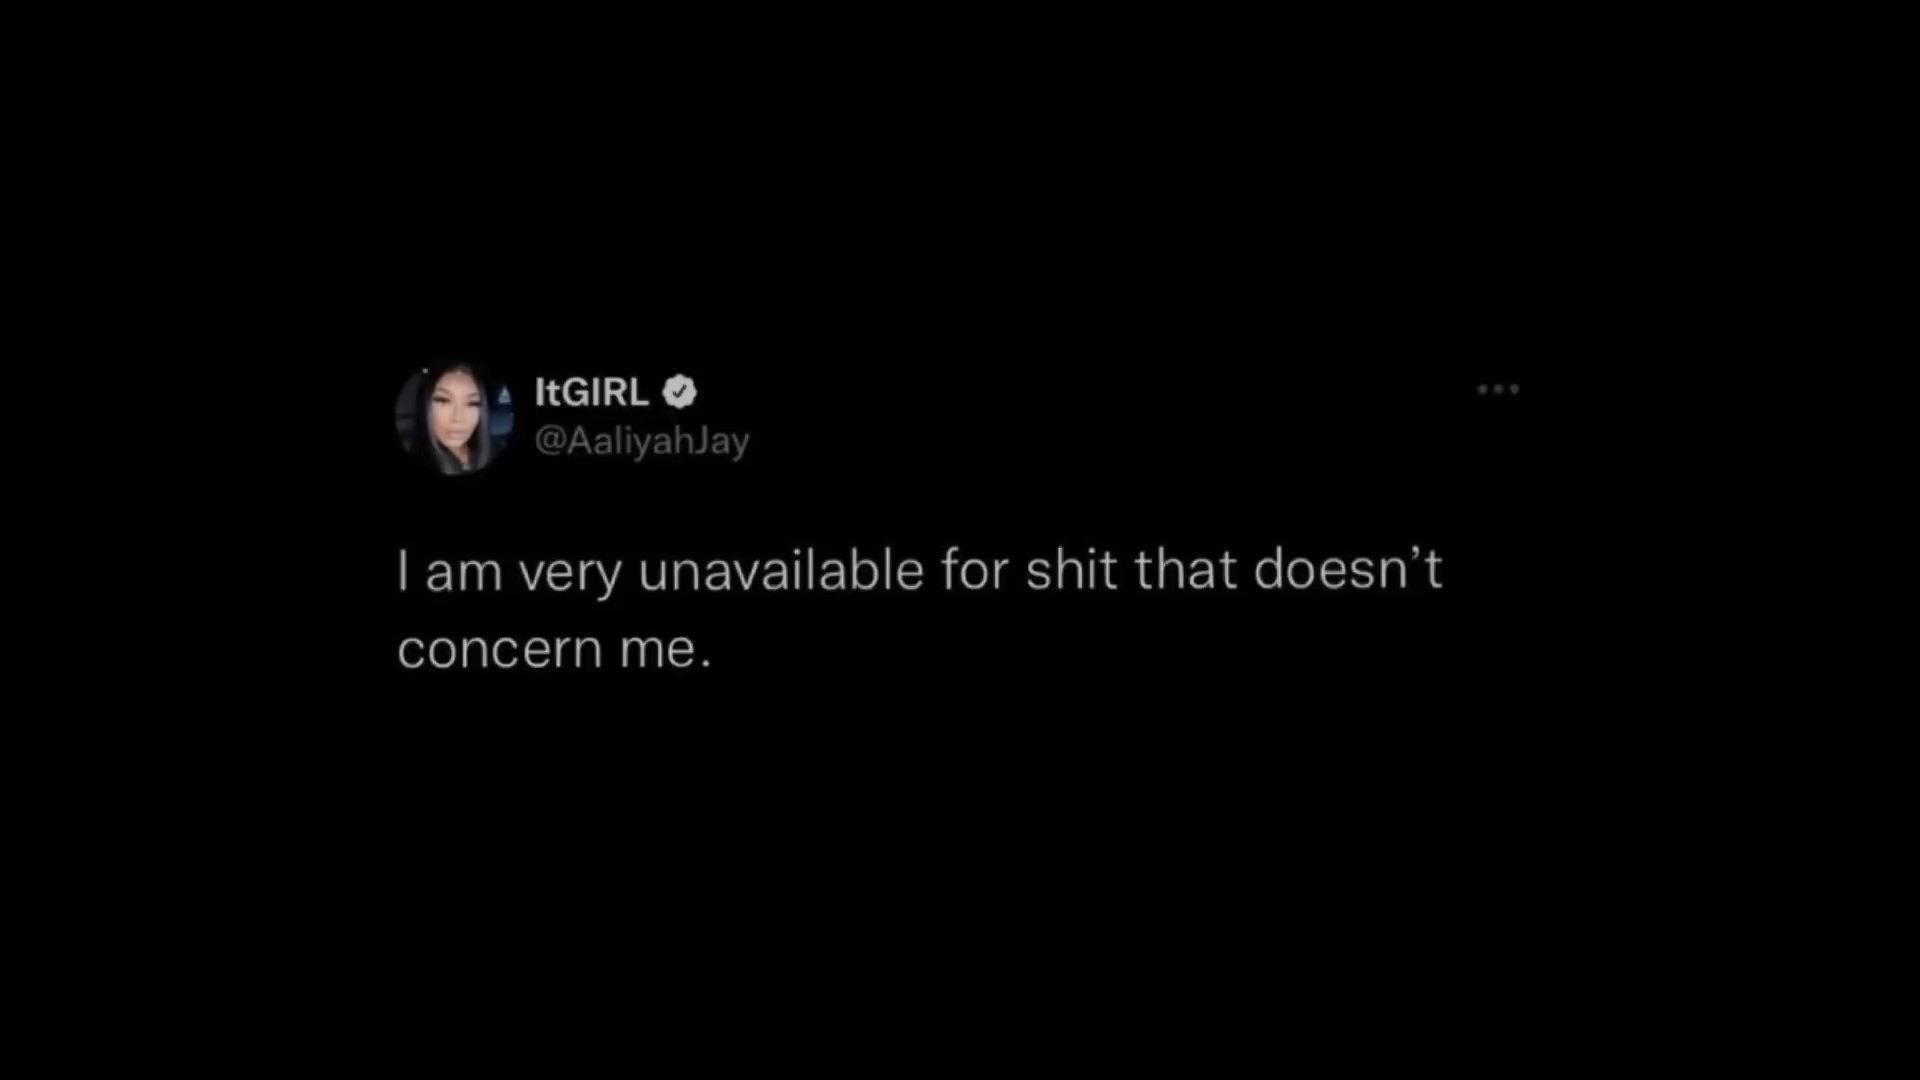 ItGIRL
@AaliyahJay
I am very unavailable for shit that doesn’t
concern me.